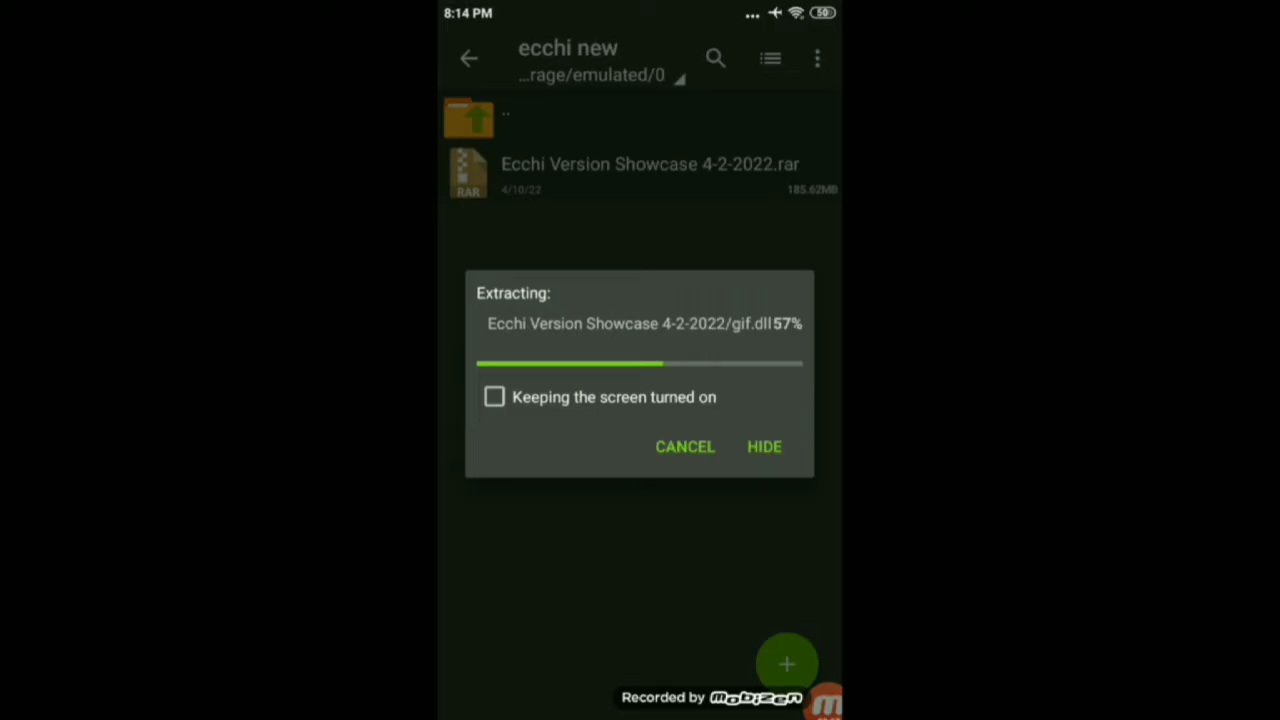 8:14 PM
50
ecchi new
...rage/emulated/0
..
Ecchi Version Showcase 4-2-2022.rar
RAR
4/10/22
185.62MB
Extracting:
Ecchi Version Showcase 4-2-2022/gif.dll 57%
Keeping the screen turned on
CANCEL
HIDE
+
Recorded by mobizen